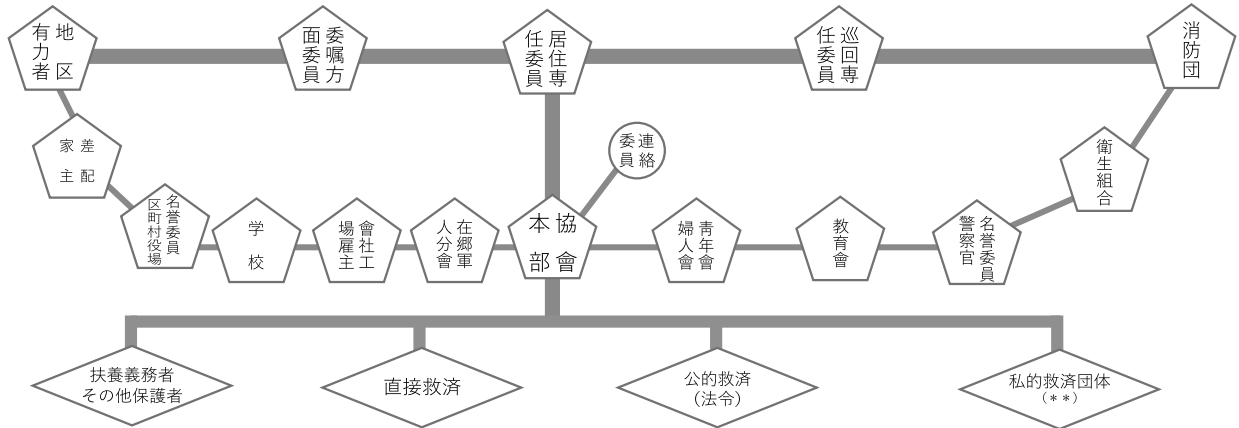 地区
有力者
委嘱方
面委員
居住専
任委員
巡回専
任委員
消防団
差配
家主
連絡
委員
衛生組合
名誉委員
区町村役場
学校
會社工
場雇主
在郷軍
人分會
協會
本部
靑年會
婦人會
教育會
名誉委員
警察官
扶養義務者
その他保護者
直接救済
公的救済
(法令)
私的救済団体
(**)